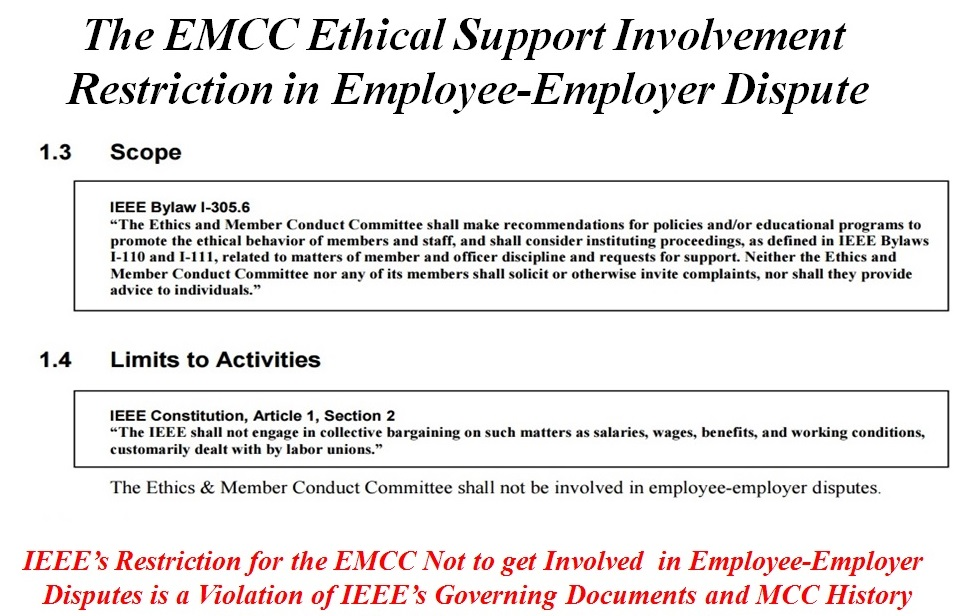 The EMCC Ethical Support Involvement
Restriction in Employee-Employer Dispute
1.3 Scope
IEEE Bylaw I-305.6
“The Ethics and Member Conduct Committee shall make recommendations for policies and/or educational programs to
promote the ethical behavior of members and staff, and shall consider instituting proceedings, as defined in IEEE Bylaws
I-110 and I-111, related to matters of member and officer discipline and requests for support. Neither the Ethics and
Member Conduct Committee nor any of its members shall solicit or otherwise invite complaints, nor shall they provide
advice to individuals.”
1.4 Limits to Activities
IEEE Constitution, Article 1, Section 2
“The IEEE shall not engage in collective bargaining on such matters as salaries, wages, benefits, and working conditions,
customarily dealt with by labor unions.”
The Ethics & Member Conduct Committee shall not be involved in employee-employer disputes.
IEEE’s Restriction for the EMCC Not to get Involved in Employee-Employer
Disputes is a Violation of IEEE’s Governing Documents and MCC History